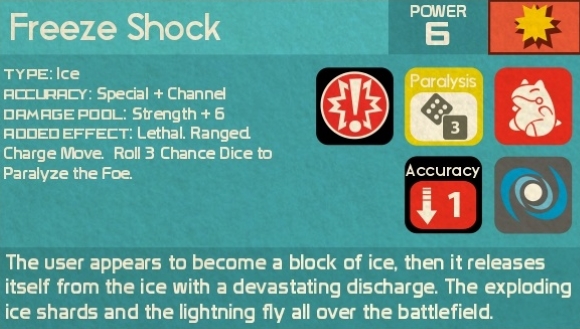 Freeze Shock
POWER
6
TYPE: Ice
ACCURACY: Special + Channel
DAMAGE POOL: Strength + 6
ADDED EFFECT: Lethal. Ranged.
Charge Move. Roll 3 Chance Dice to
Paralyze the Foe.
Paralysis
3
Accuracy
1
The user appears to become a block of ice, then it releases
itself from the ice with a devastating discharge. The exploding
ice shards and the lightning fly all over the battlefield.